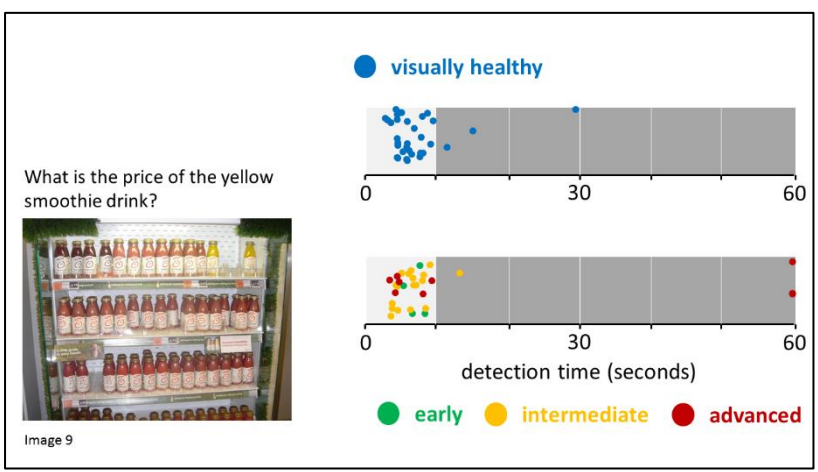 visually healthy
0
30
60
What is the price of the yellow
smoothie drink?
0
30
60
detection time (seconds)
early
intermediate
advanced
Image 9